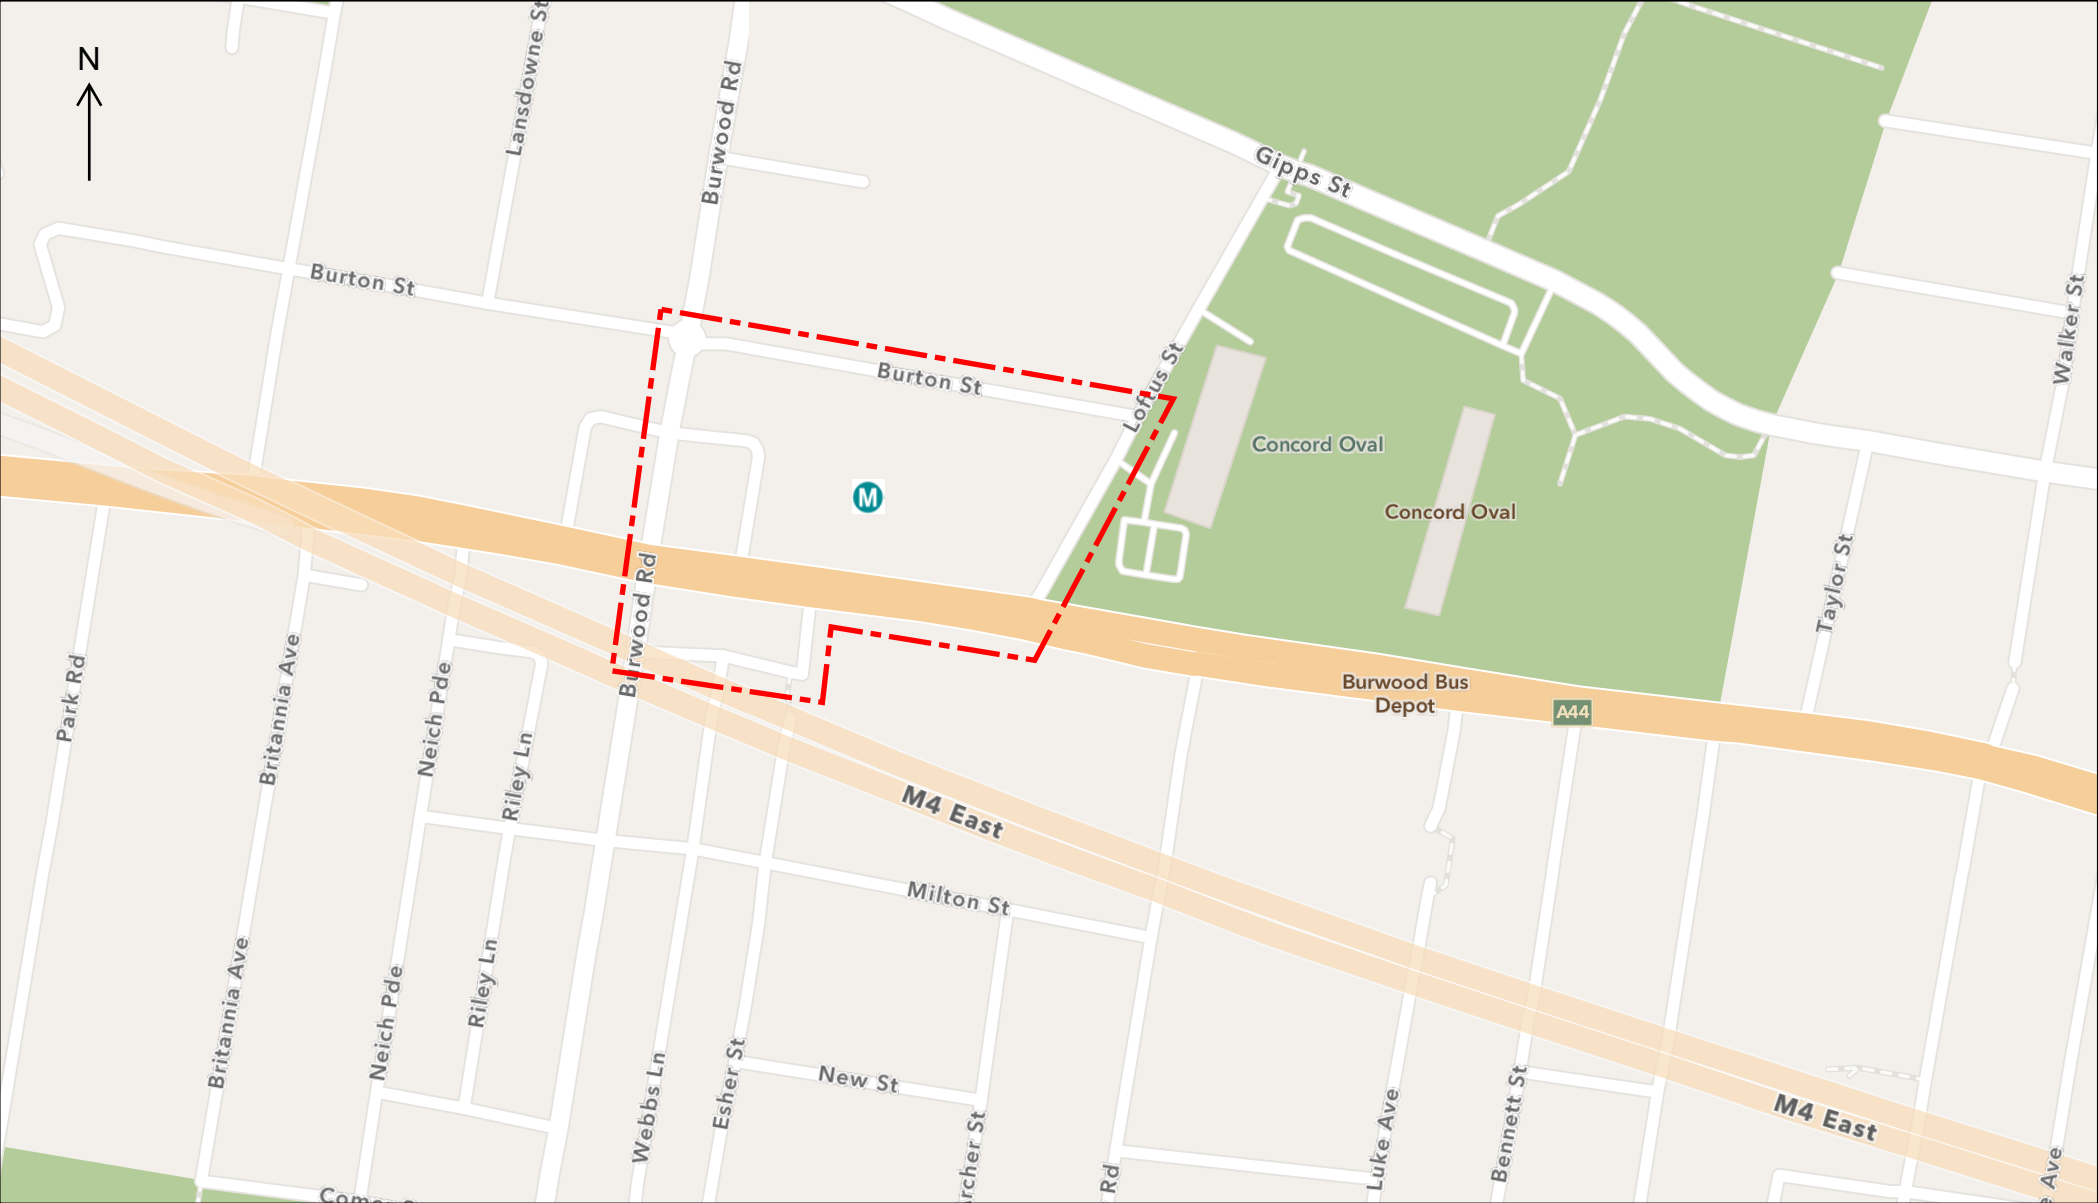 N
Lansdowne St
Burwood Rd
Gipps St
Burton St
Walker St
Loftus St
Burton St
Concord Oval
M
Concord Oval
Taylor St
Burwood Rd
Park Rd
Britannia Ave
Neich Pde
Burwood Bus
Depot
A44
Riley Ln
M4 East
Milton St
Britannia Ave
Neich Pde
Riley Ln
Webbs Ln
Esher St
New St
Luke Ave
Bennett St
M4 East
Rd
Ave